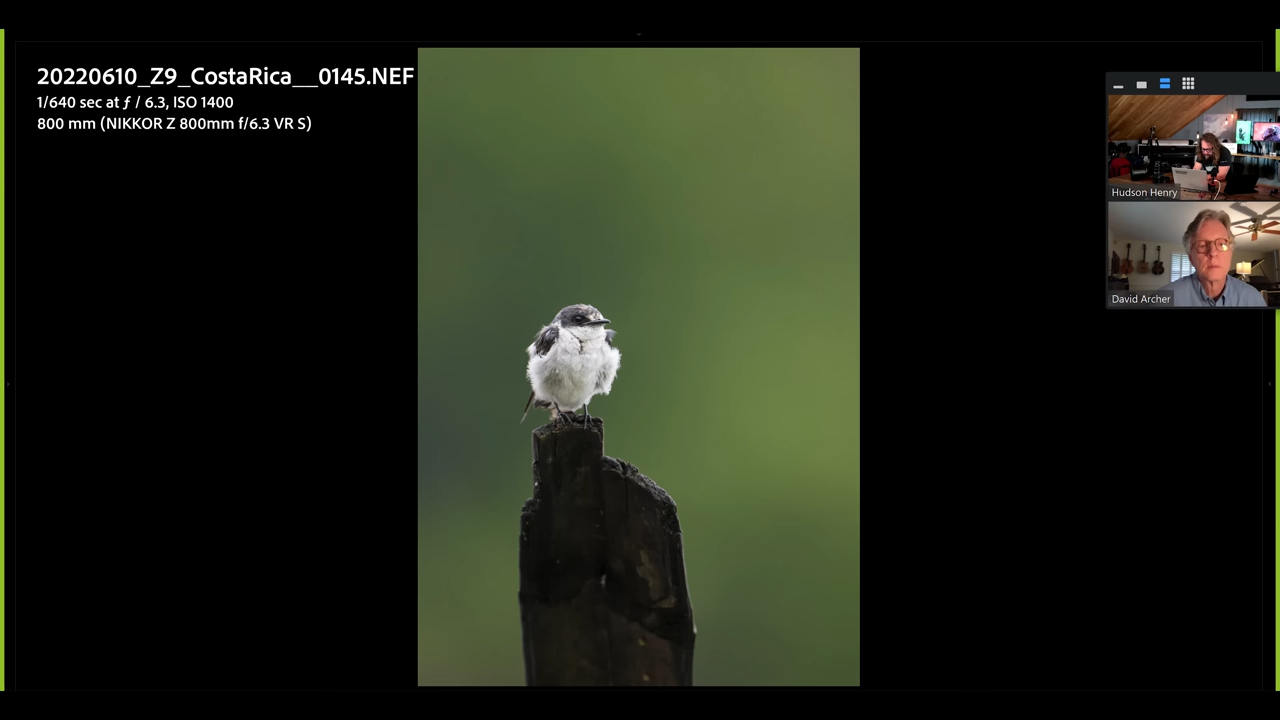 20220610_Z9_CostaRica__0145.NEF
1/640 sec at ƒ / 6.3, ISO 1400
800 mm (NIKKOR Z 800mm f/6.3 VR S)
Hudson Henry
David Archer